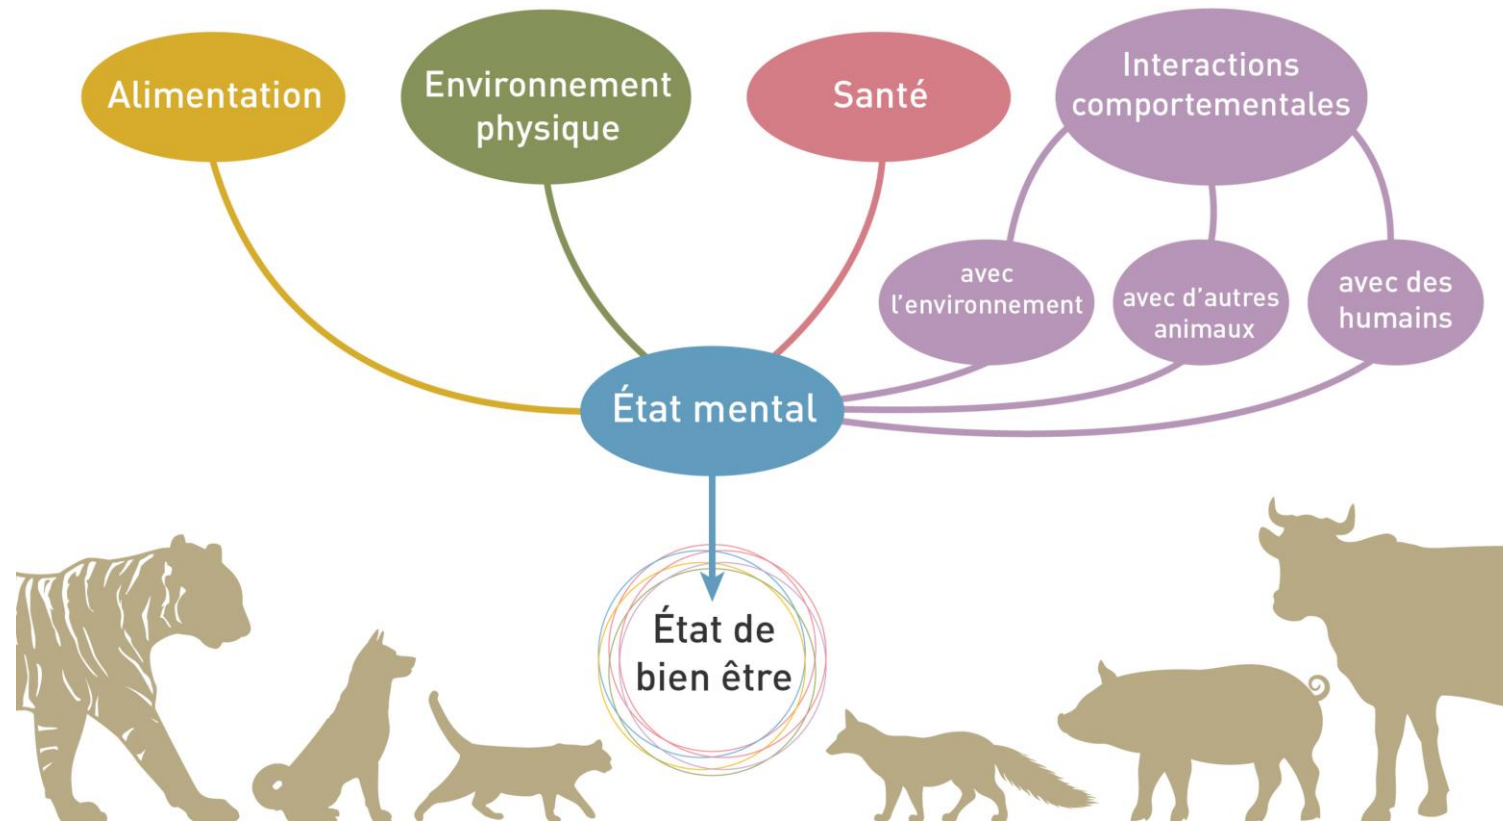 Alimentation
Environnement
physique
Santé
Interactions
comportementales
avec
l'environnement
avec d'autres
animaux
avec des
humains
État mental
État de
bien être